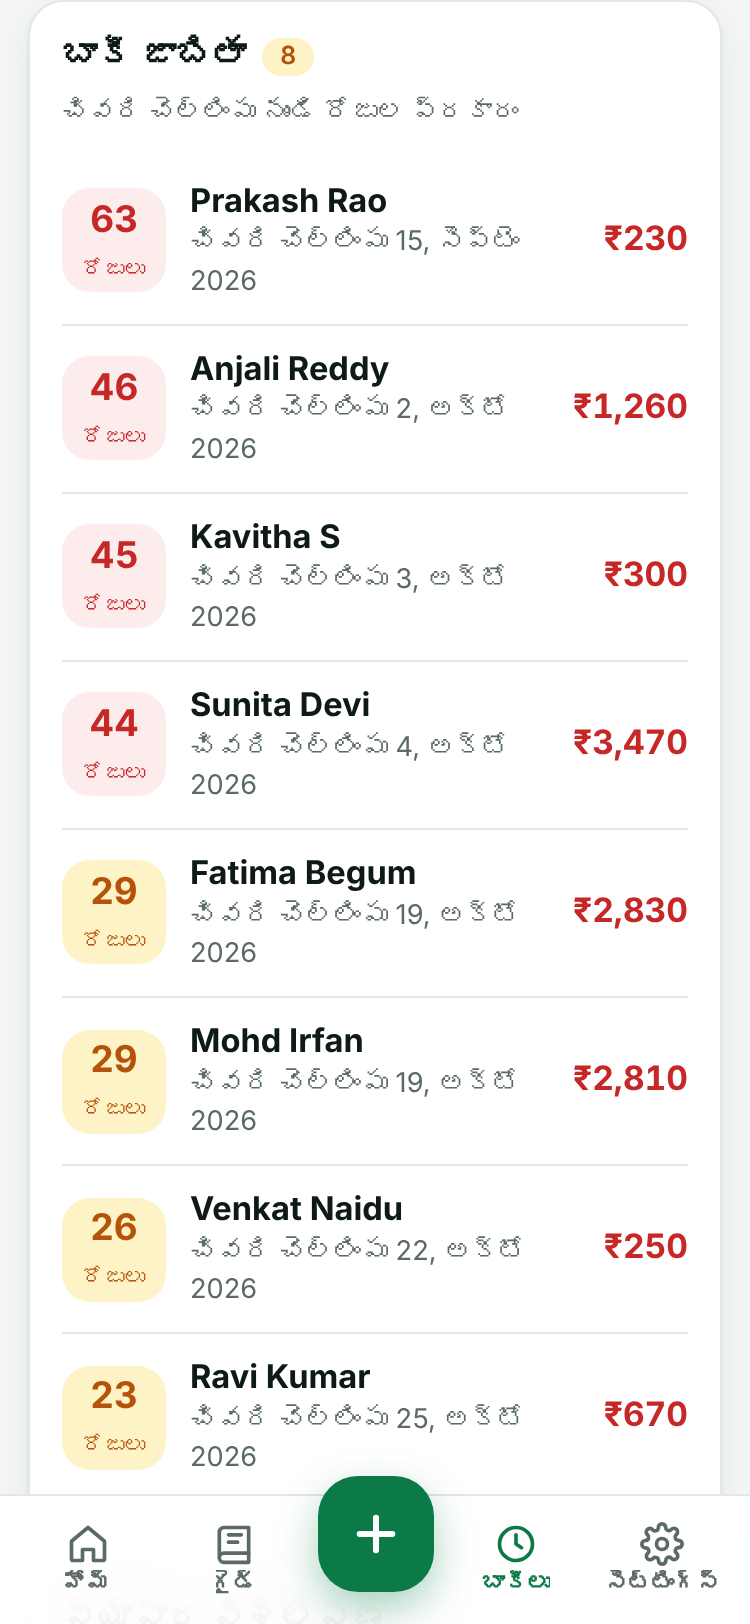 బాకీ జాబితా 8
చివరి చెల్లింపు నుండి రోజుల ప్రకారం
63 రోజులు
Prakash Rao
చివరి చెల్లింపు 15, సెప్టెం
2026
₹230
46 రోజులు
Anjali Reddy
చివరి చెల్లింపు 2, అక్టో
2026
₹1,260
45 రోజులు
Kavitha S
చివరి చెల్లింపు 3, అక్టో
2026
₹300
44 రోజులు
Sunita Devi
చివరి చెల్లింపు 4, అక్టో
2026
₹3,470
29 రోజులు
Fatima Begum
చివరి చెల్లింపు 19, అక్టో
2026
₹2,830
29 రోజులు
Mohd Irfan
చివరి చెల్లింపు 19, అక్టో
2026
₹2,810
26 రోజులు
Venkat Naidu
చివరి చెల్లింపు 22, అక్టో
2026
₹250
23 రోజులు
Ravi Kumar
చివరి చెల్లింపు 25, అక్టో
2026
₹670
హోమ్ గైడ్ బాకీలు సెట్టింగ్స్